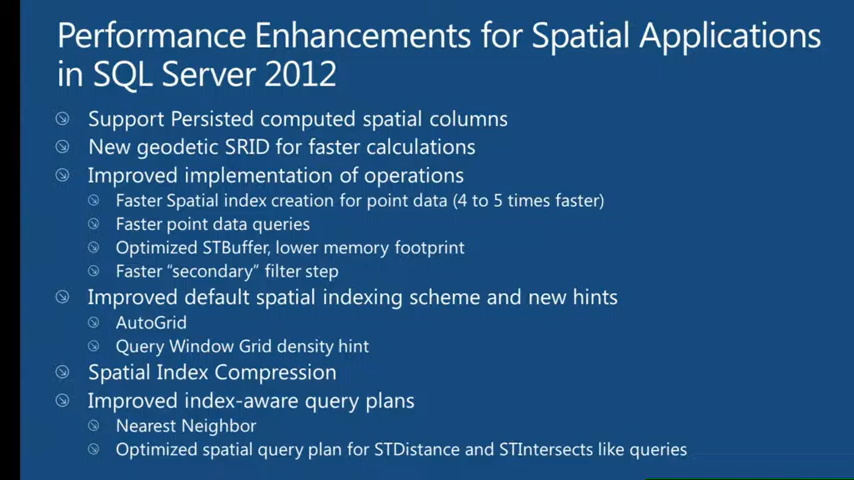 Performance Enhancements for Spatial Applications
in SQL Server 2012
Support Persisted computed spatial columns
New geodetic SRID for faster calculations
Improved implementation of operations
Faster Spatial index creation for point data (4 to 5 times faster)
Faster point data queries
Optimized STBuffer, lower memory footprint
Faster “secondary” filter step
Improved default spatial indexing scheme and new hints
AutoGrid
Query Window Grid density hint
Spatial Index Compression
Improved index-aware query plans
Nearest Neighbor
Optimized spatial query plan for STDistance and STIntersects like queries